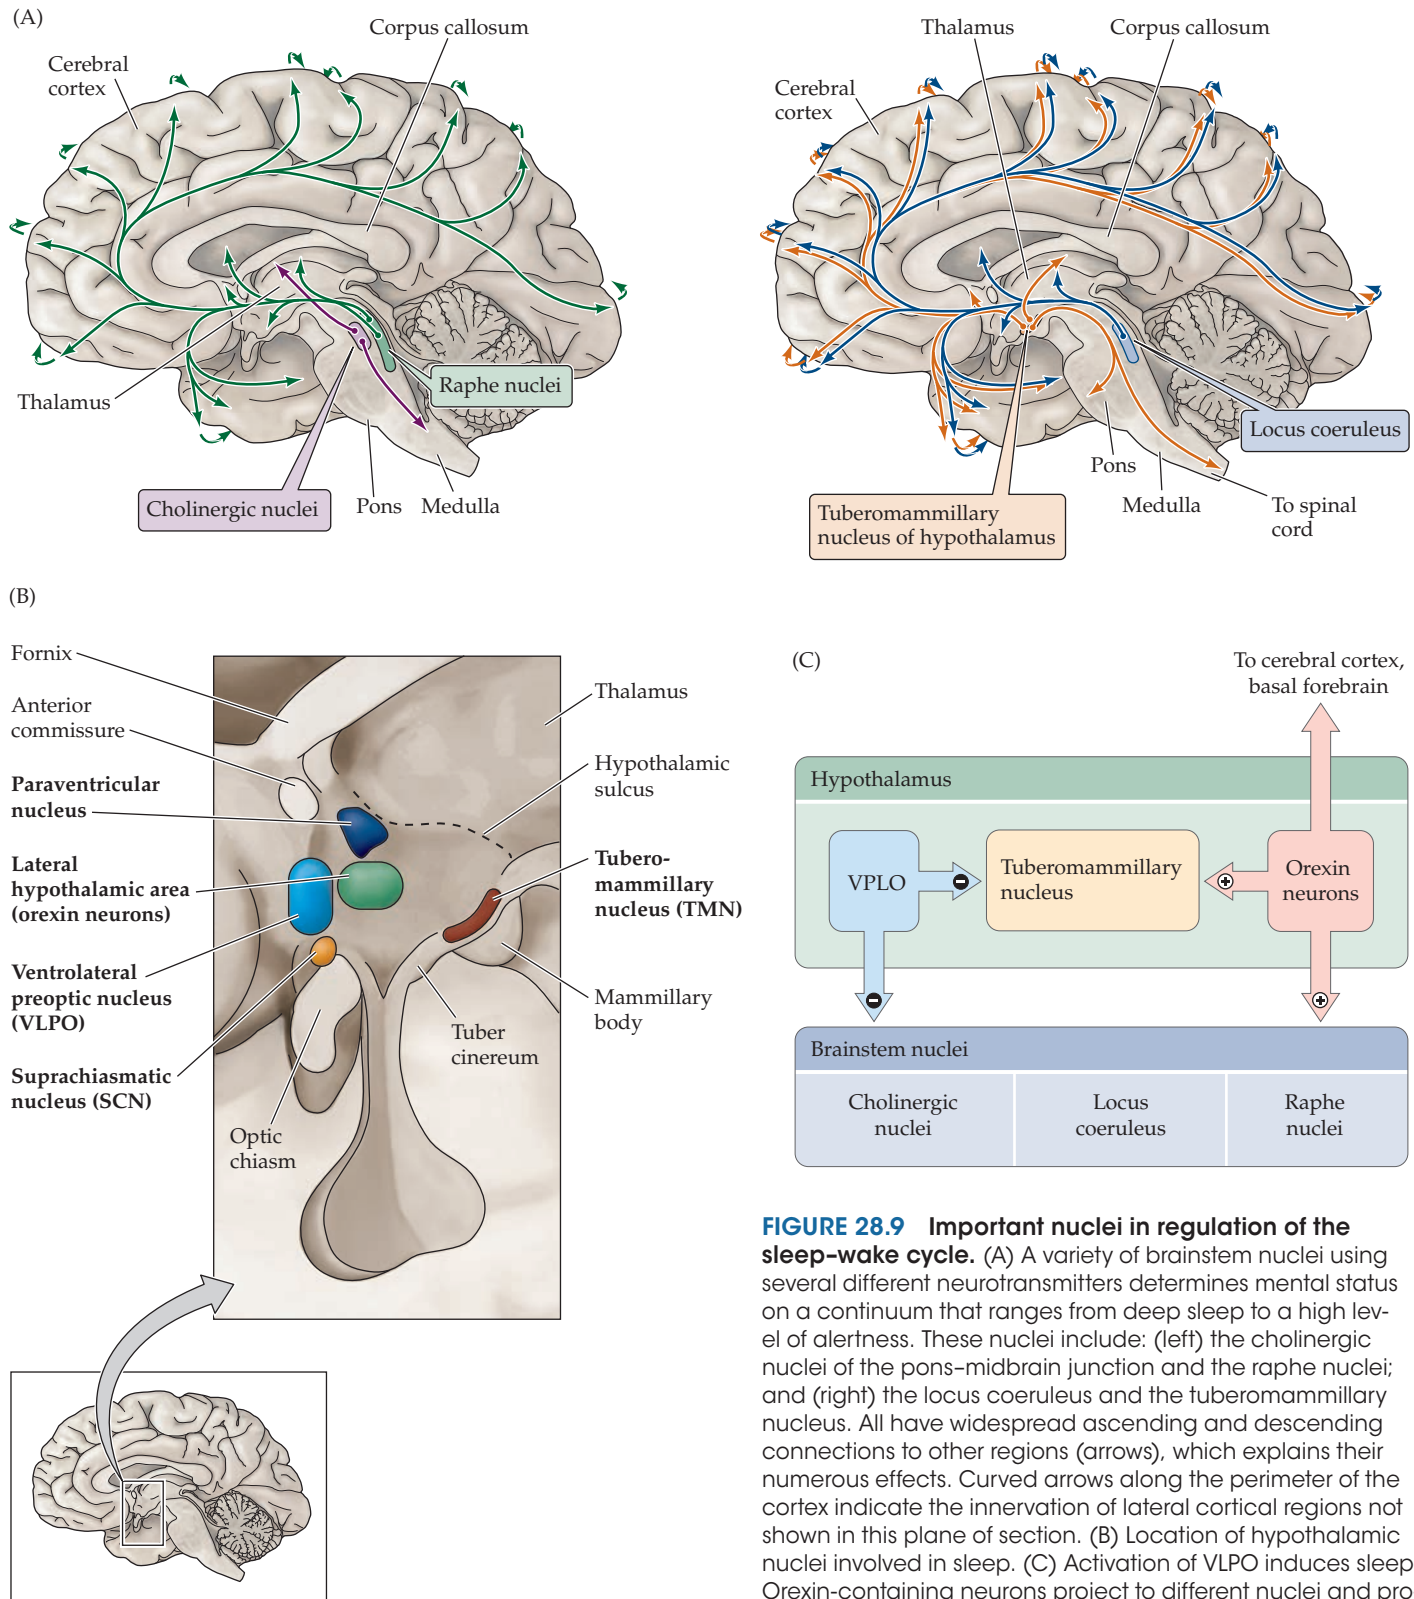 (A)
Corpus callosum
Cerebral
cortex
Thalamus
Raphe nuclei
Cholinergic nuclei
Pons
Medulla
Thalamus
Corpus callosum
Cerebral
cortex
Locus coeruleus
Pons
Medulla
To spinal
cord
Tuberomammillary
nucleus of hypothalamus
(B)
Fornix
Anterior
commissure
Paraventricular
nucleus
Lateral
hypothalamic area
(orexin neurons)
Ventrolateral
preoptic nucleus
(VLPO)
Suprachiasmatic
nucleus (SCN)
Optic
chiasm
Thalamus
Hypothalamic
sulcus
Tubero-
mammillary
nucleus (TMN)
Mammillary
body
Tuber
cinereum
(C)
To cerebral cortex,
basal forebrain
Hypothalamus
VPLO
−
Tuberomammillary
nucleus
+
Orexin
neurons
−
+
Brainstem nuclei
Cholinergic
nuclei
Locus
coeruleus
Raphe
nuclei
FIGURE 28.9 Important nuclei in regulation of the
sleep–wake cycle. (A) A variety of brainstem nuclei using
several different neurotransmitters determines mental status
on a continuum that ranges from deep sleep to a high lev-
el of alertness. These nuclei include: (left) the cholinergic
nuclei of the pons–midbrain junction and the raphe nuclei;
and (right) the locus coeruleus and the tuberomammillary
nucleus. All have widespread ascending and descending
connections to other regions (arrows), which explains their
numerous effects. Curved arrows along the perimeter of the
cortex indicate the innervation of lateral cortical regions not
shown in this plane of section. (B) Location of hypothalamic
nuclei involved in sleep. (C) Activation of VLPO induces sleep
Orexin-containing neurons project to different nuclei and pro